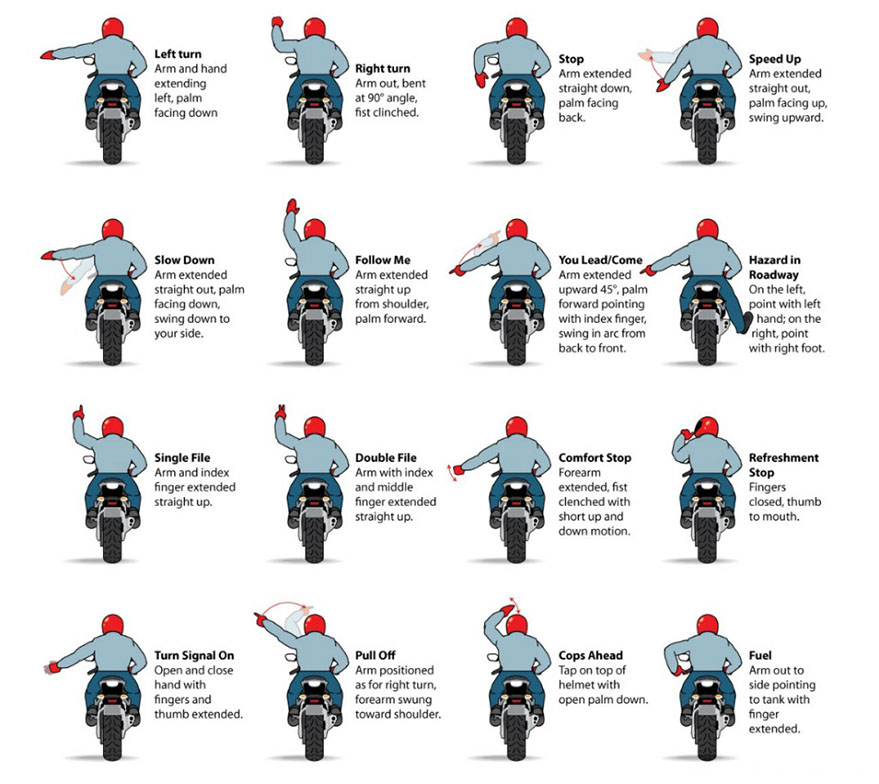 Left turn
Arm and hand
extending
left, palm
facing down
Right turn
Arm out, bent
at 90° angle,
fist clinched.
Stop
Arm extended
straight down,
palm facing
back.
Speed Up
Arm extended
straight out,
palm facing up,
swing upward.
Slow Down
Arm extended
straight out, palm
facing down,
swing down to
your side.
Follow Me
Arm extended
straight up
from shoulder,
palm forward.
You Lead/Come
Arm extended
upward 45°, palm
forward pointing
with index finger,
swing in arc from
back to front.
Hazard in
Roadway
On the left,
point with left
hand; on the
right, point
with right foot.
Single File
Arm and index
finger extended
straight up.
Double File
Arm with index
and middle
finger extended
straight up.
Comfort Stop
Forearm
extended, fist
clenched with
short up and
down motion.
Refreshment
Stop
Fingers
closed, thumb
to mouth.
Turn Signal On
Open and close
hand with
fingers and
thumb extended.
Pull Off
Arm positioned
as for right turn,
forearm swung
toward shoulder.
Cops Ahead
Tap on top of
helmet with
open palm down.
Fuel
Arm out to
side pointing
to tank with
finger
extended.